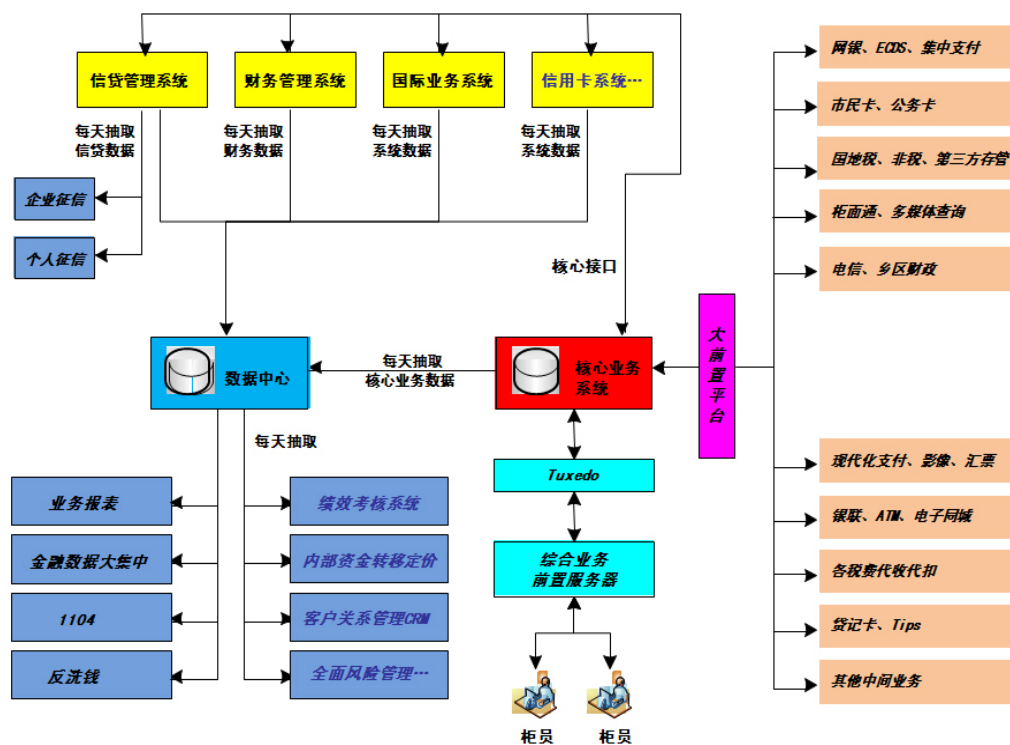 信贷管理系统
财务管理系统
国际业务系统
信用卡系统…
每天抽取
信贷数据
每天抽取
财务数据
每天抽取
系统数据
每天抽取
系统数据
企业征信
个人征信
核心接口
数据中心
每天抽取
核心业务数据
核心业务
系统
大前置平台
每天抽取
Tuxedo
综合业务
前置服务器
柜员
柜员
业务报表
金融数据大集中
1104
反洗钱
绩效考核系统
内部资金转移定价
客户关系管理CRM
全面风险管理…
网银、ECDS、集中支付
市民卡、公务卡
国地税、非税、第三方存管
柜面通、多媒体查询
电信、乡区财政
现代化支付、影像、汇票
银联、ATM、电子同城
各税费代收代扣
贷记卡、Tips
其他中间业务